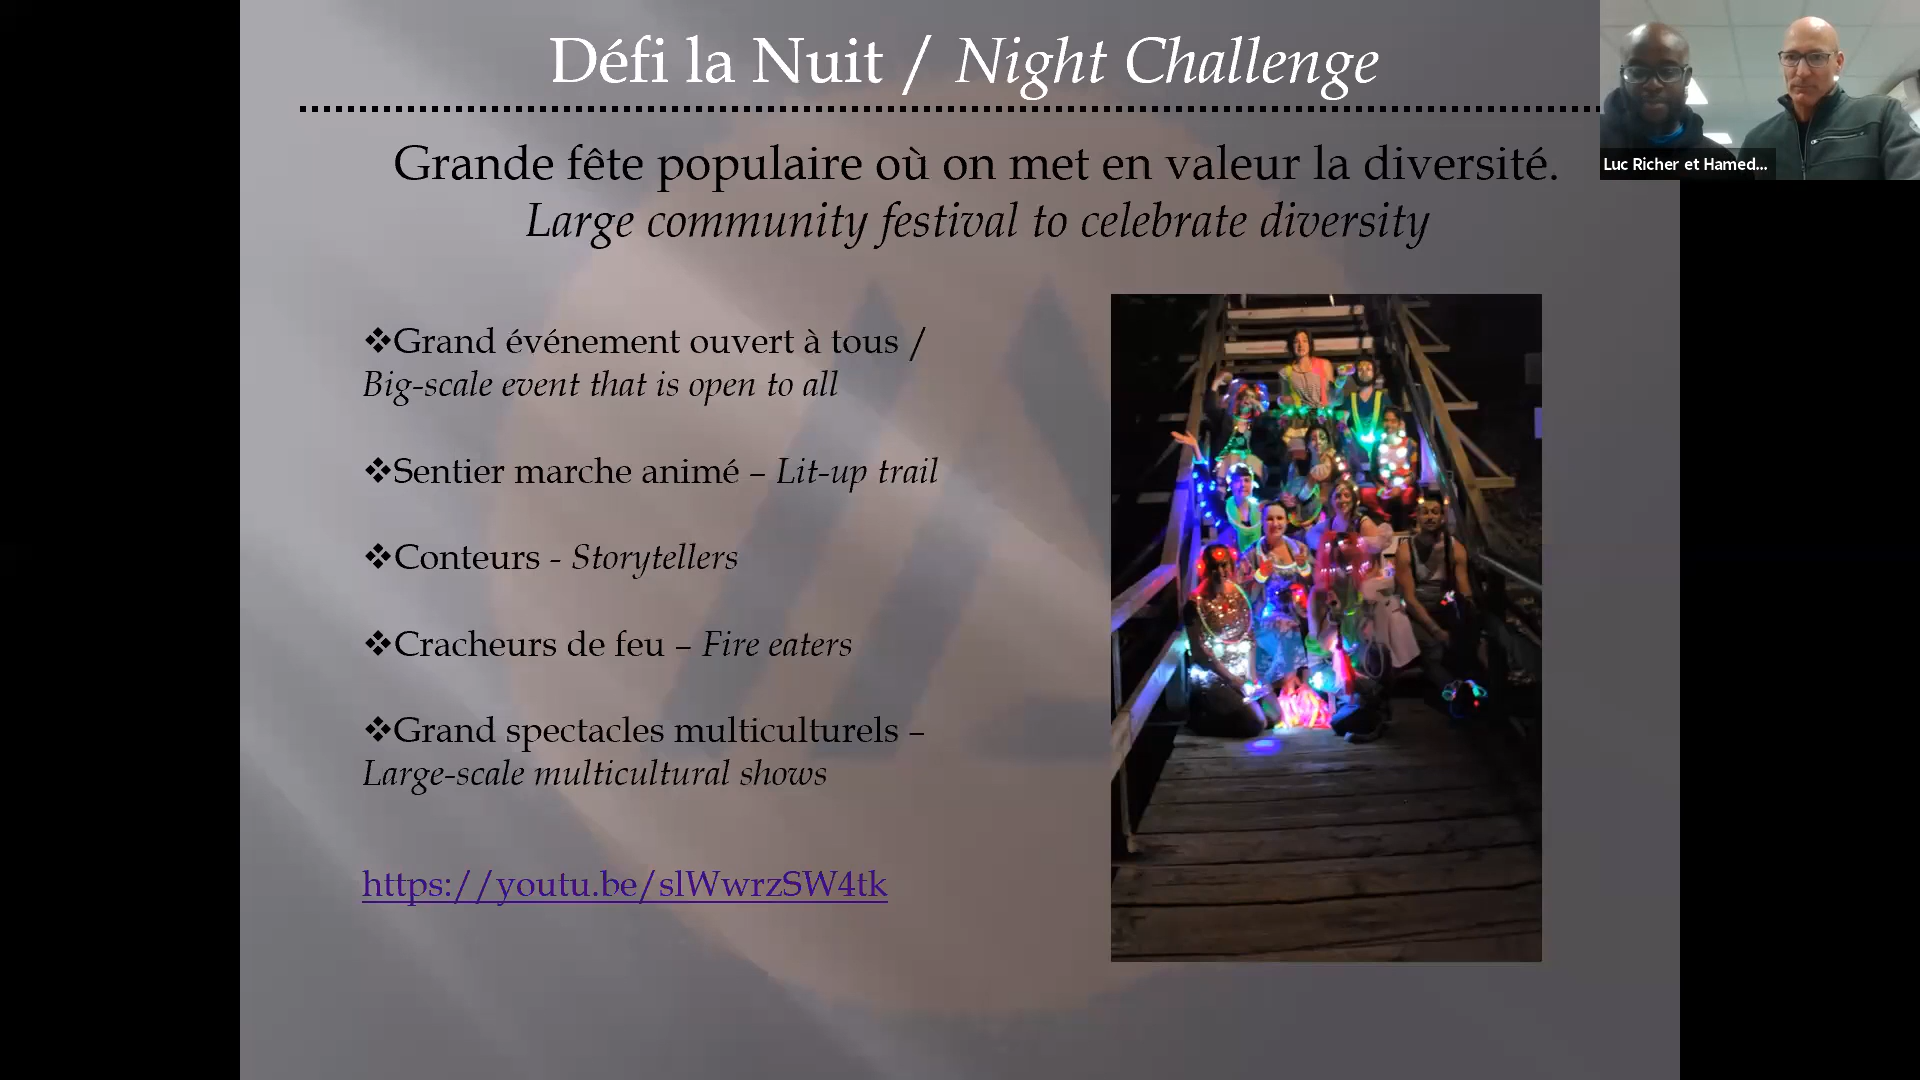 Défi la Nuit / Night Challenge
Grande fête populaire où on met en valeur la diversité.
Large community festival to celebrate diversity
Luc Richer et Hamed...
❖Grand événement ouvert à tous /
Big-scale event that is open to all
❖Sentier marche animé – Lit-up trail
❖Conteurs - Storytellers
❖Cracheurs de feu – Fire eaters
❖Grand spectacles multiculturels –
Large-scale multicultural shows
https://youtu.be/slWwrzSW4tk